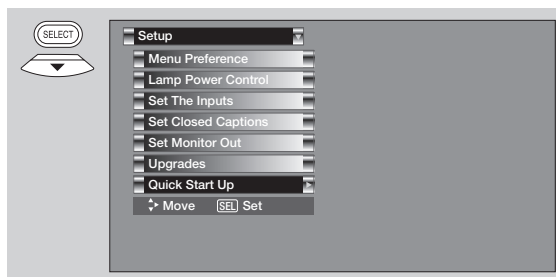 SELECT
Setup
Menu Preference
Lamp Power Control
Set The Inputs
Set Closed Captions
Set Monitor Out
Upgrades
Quick Start Up
Move SEL Set